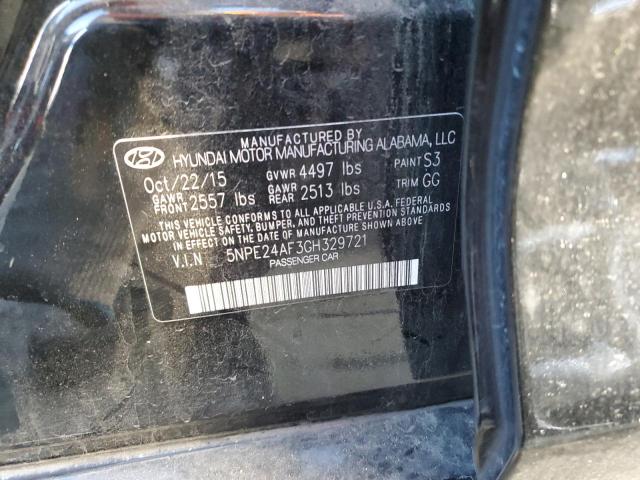 MANUFACTURED BY
HYUNDAI MOTOR MANUFACTURING ALABAMA, LLC
Oct/22/15 GVWR 4497 lbs PAINT S3
GAWR FRONT 2557 lbs GAWR REAR 2513 lbs TRIM GG
THIS VEHICLE CONFORMS TO ALL APPLICABLE U.S.A. FEDERAL
MOTOR VEHICLE SAFETY, BUMPER, AND THEFT PREVENTION STANDARDS
IN EFFECT ON THE DATE OF MANUFACTURE SHOWN ABOVE
V.I.N 5NPE24AF3GH329721
PASSENGER CAR